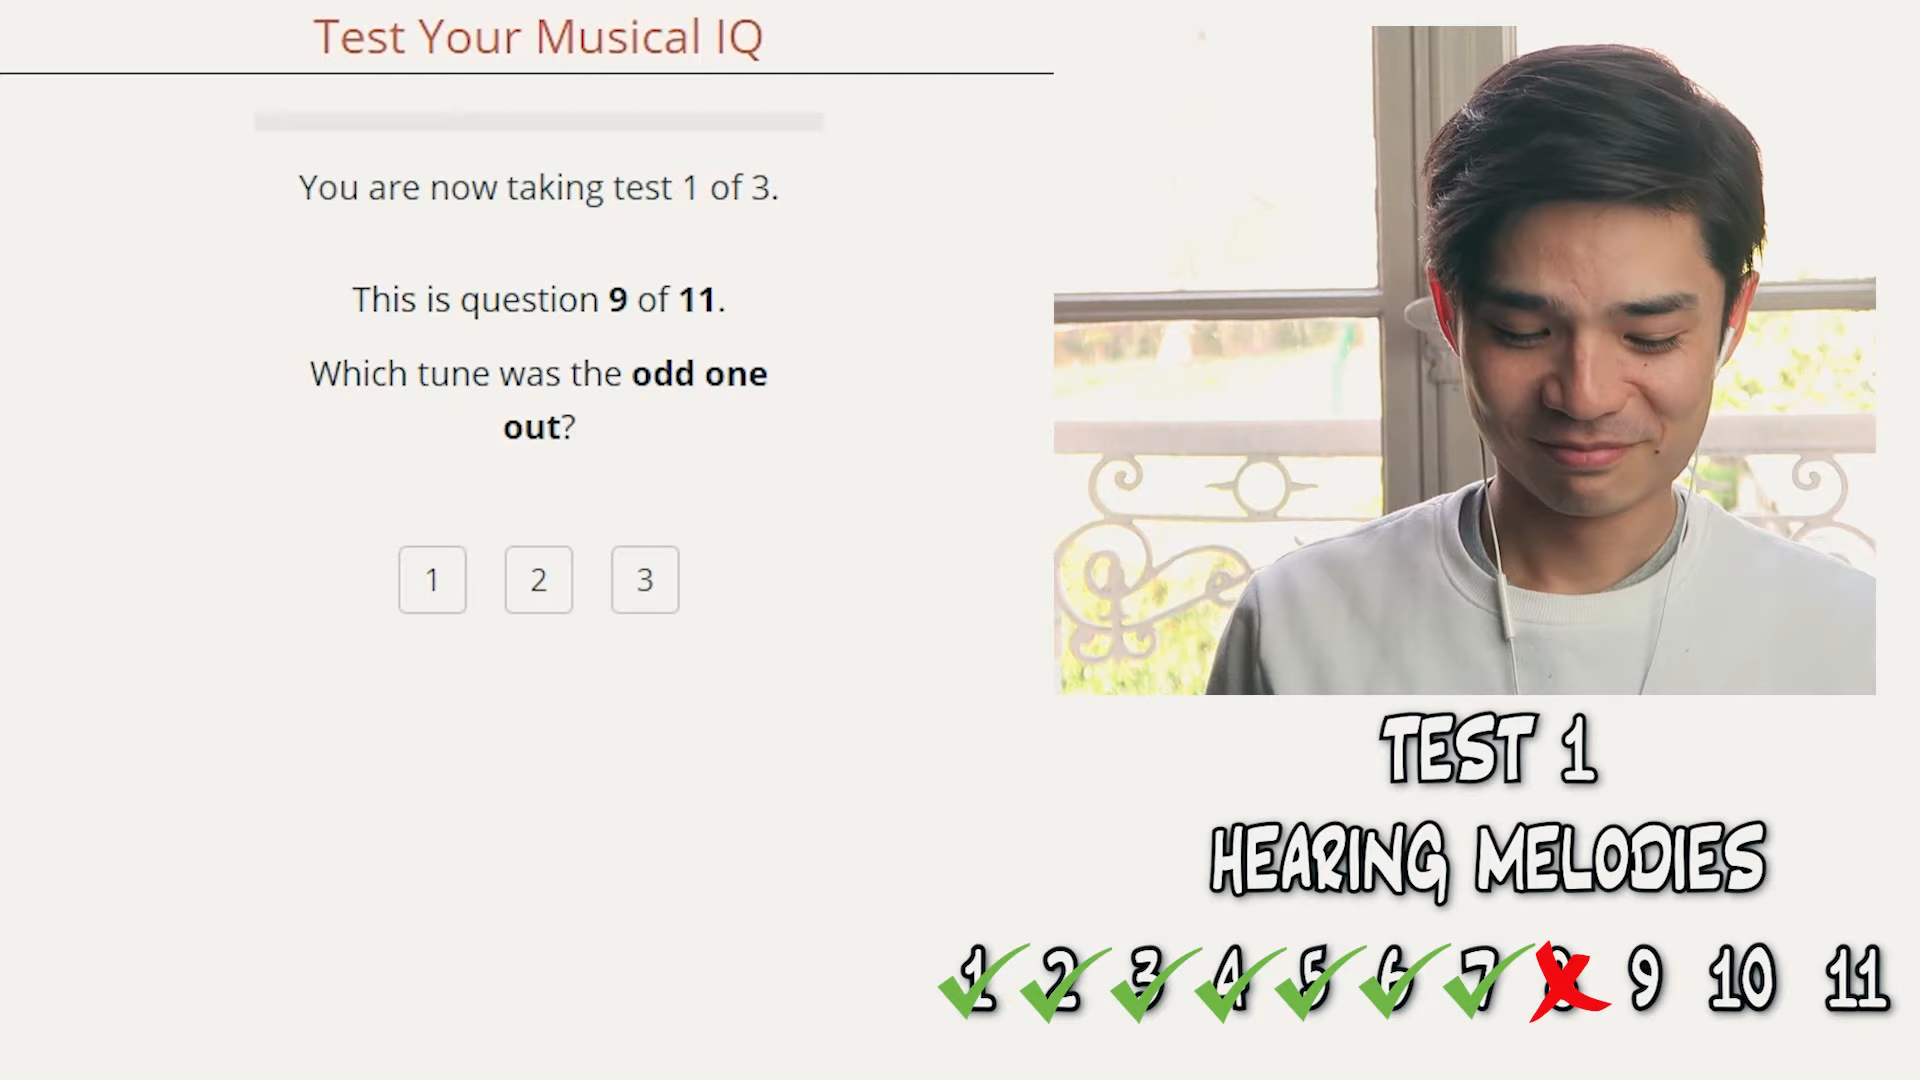 Test Your Musical IQ
You are now taking test 1 of 3.
This is question 9 of 11.
Which tune was the odd one
out?
1 2 3
TEST 1
HEARING MELODIES
1 2 3 4 5 6 7 8 9 10 11